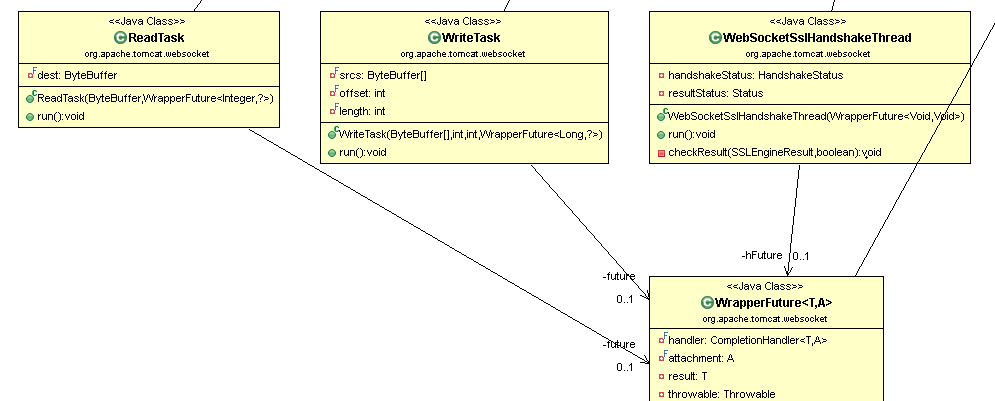 <<Java Class>>
ReadTask
org.apache.tomcat.websocket
dest: ByteBuffer
ReadTask(ByteBuffer,WrapperFuture<Integer,?>)
run():void
<<Java Class>>
WriteTask
org.apache.tomcat.websocket
srcs: ByteBuffer[]
offset: int
length: int
WriteTask(ByteBuffer[],int,int,WrapperFuture<Long,?>)
run():void
<<Java Class>>
WebSocketSslHandshakeThread
org.apache.tomcat.websocket
handshakeStatus: HandshakeStatus
resultStatus: Status
WebSocketSslHandshakeThread(WrapperFuture<Void,Void>)
run():void
checkResult(SSLEngineResult,boolean):void
-hFuture 0..1
-future
0..1
-future
0..1
<<Java Class>>
WrapperFuture<T,A>
org.apache.tomcat.websocket
handler: CompletionHandler<T,A>
attachment: A
result: T
throwable: Throwable